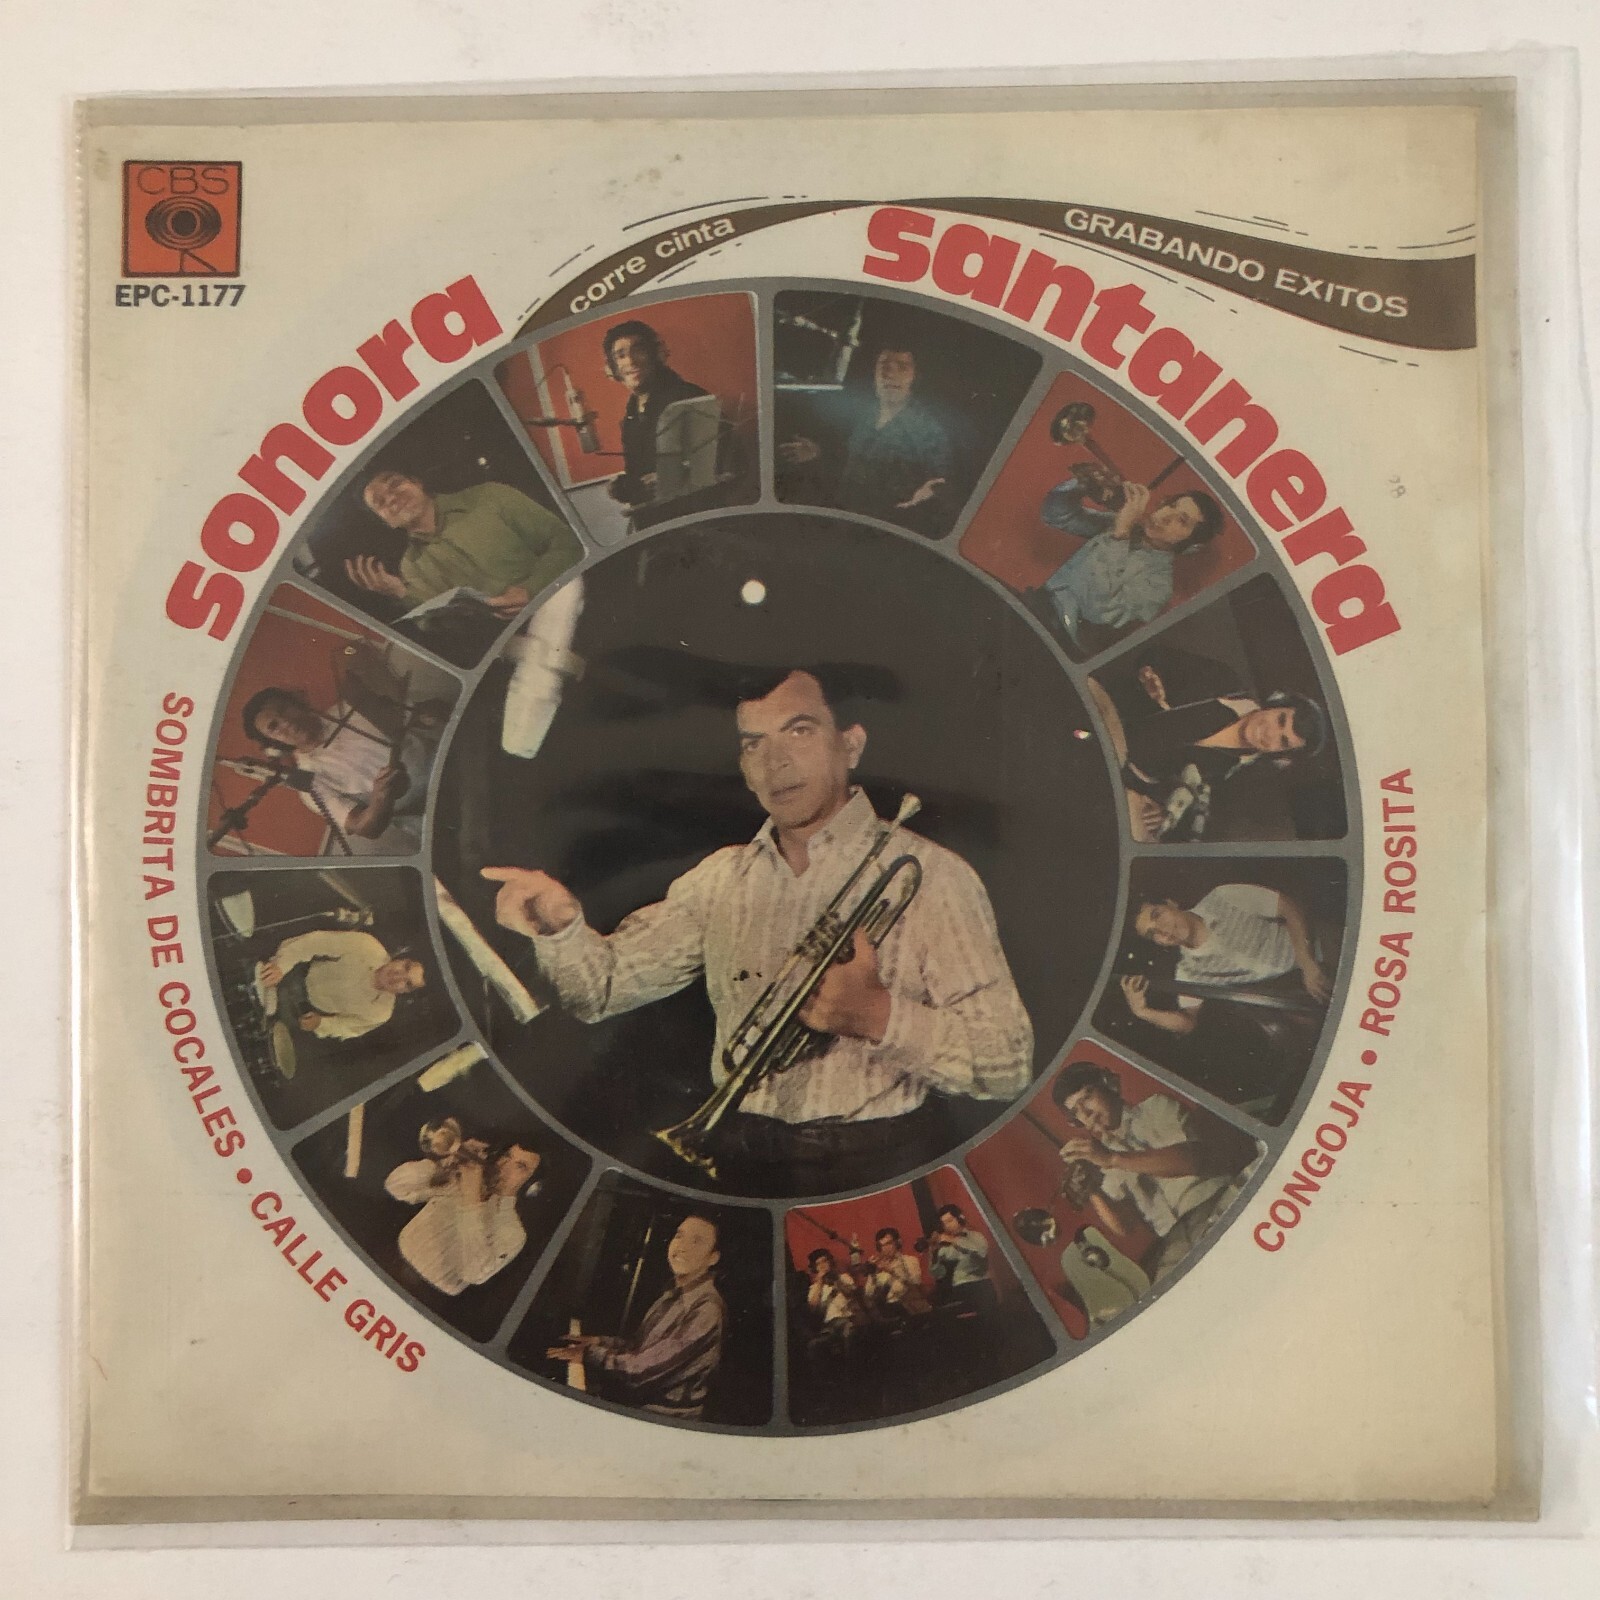 CBS
EPC-1177
corre cinta
GRABANDO EXITOS
sonora santanera
SOMBRITA DE COCALES • CALLE GRIS
CONGOJA • ROSA ROSITA